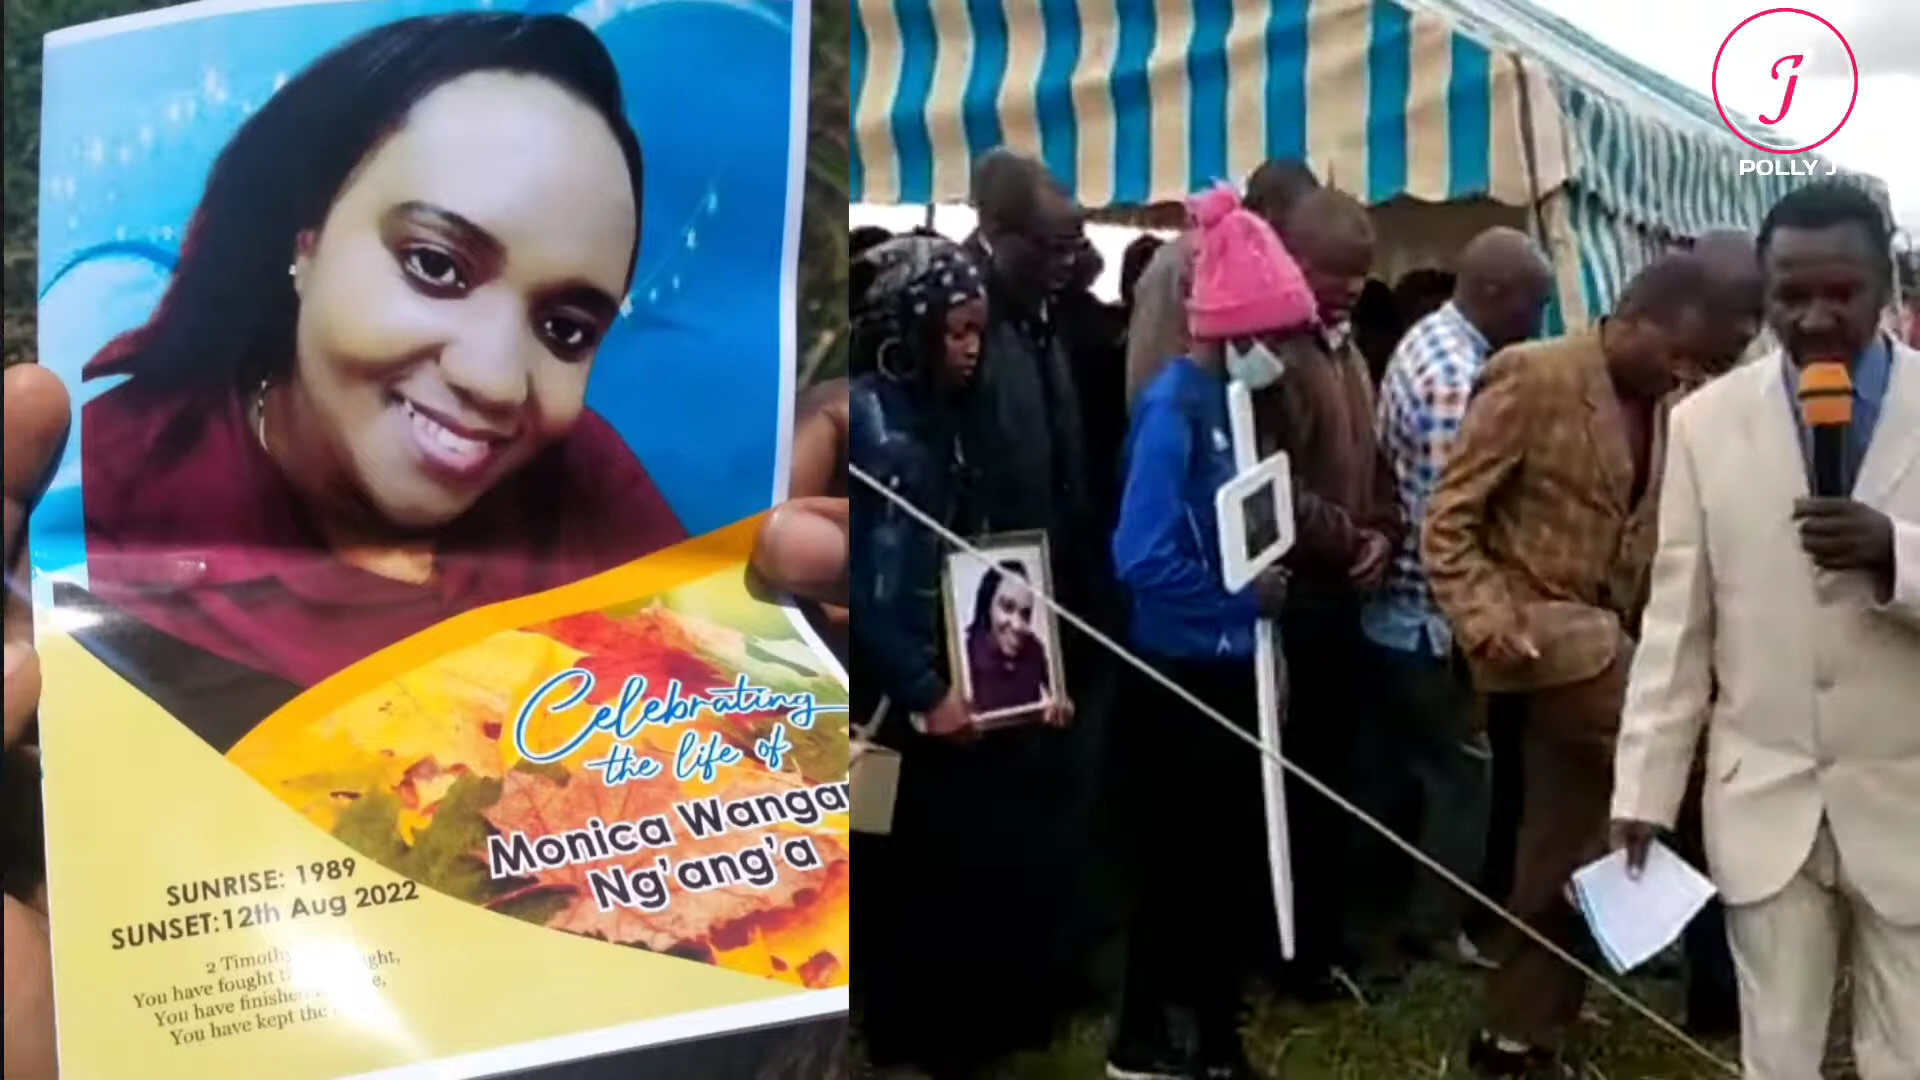 Celebrating
the life of
Monica Wanga
Ng'ang'a
SUNRISE: 1989
SUNSET:12th Aug 2022
2 Timothy
You have fought
You have finished
You have kept the
J
POLLY J